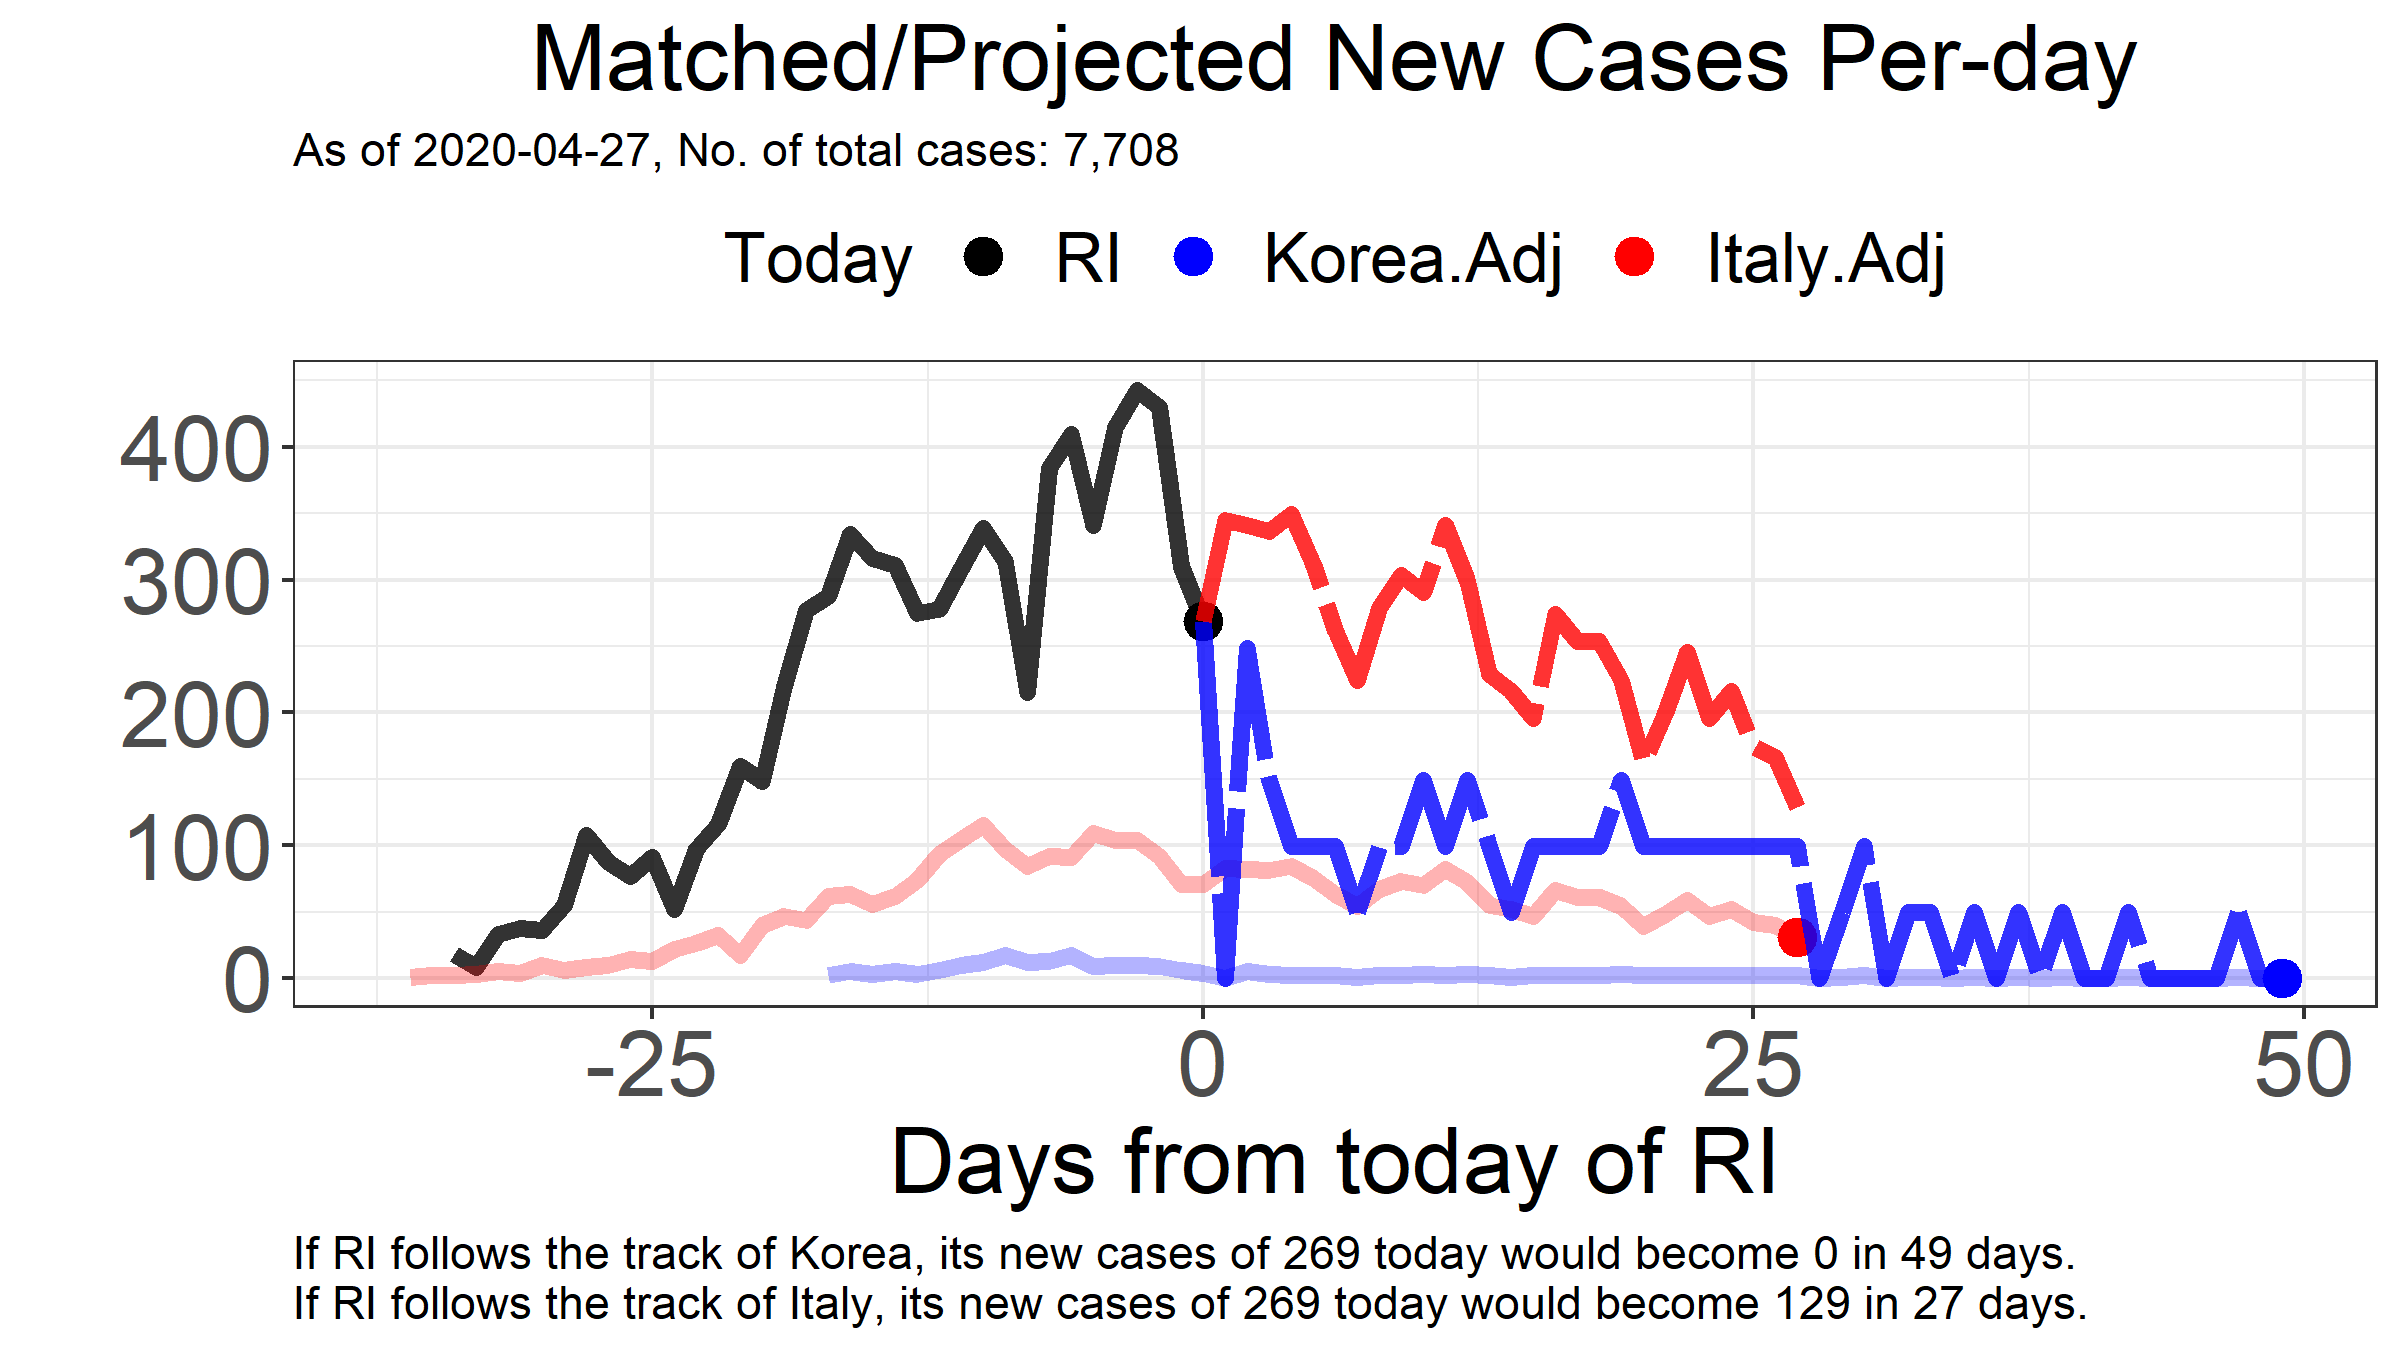 Matched/Projected New Cases Per-day
As of 2020-04-27, No. of total cases: 7,708
Today RI Korea.Adj Italy.Adj
400
300
200
100
0
-25 0 25 50
Days from today of RI
If RI follows the track of Korea, its new cases of 269 today would become 0 in 49 days.
If RI follows the track of Italy, its new cases of 269 today would become 129 in 27 days.